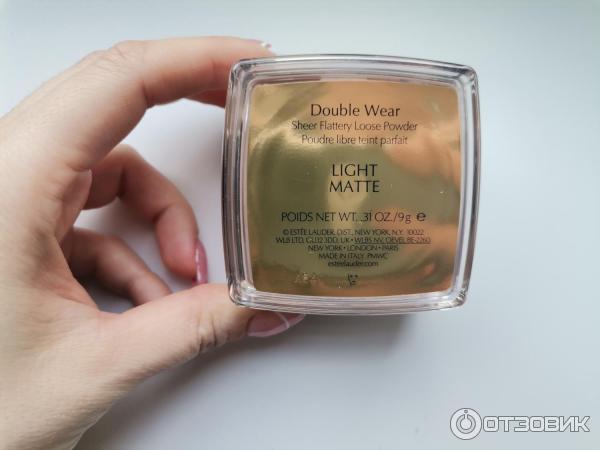 Double Wear
Sheer Flattery Loose Powder
Poudre libre teint parfait
LIGHT
MATTE
POIDS NET WT. .31 OZ./9g ℮
© ESTĒE LAUDER, DIST., NEW YORK, N.Y. 10022
WLB LTD, GU12 3DD, UK • WLBS NV, OEVEL BE-2260
NEW YORK • LONDON • PARIS
MADE IN ITALY. PMWC
esteelauder.com
ОТЗОВИК